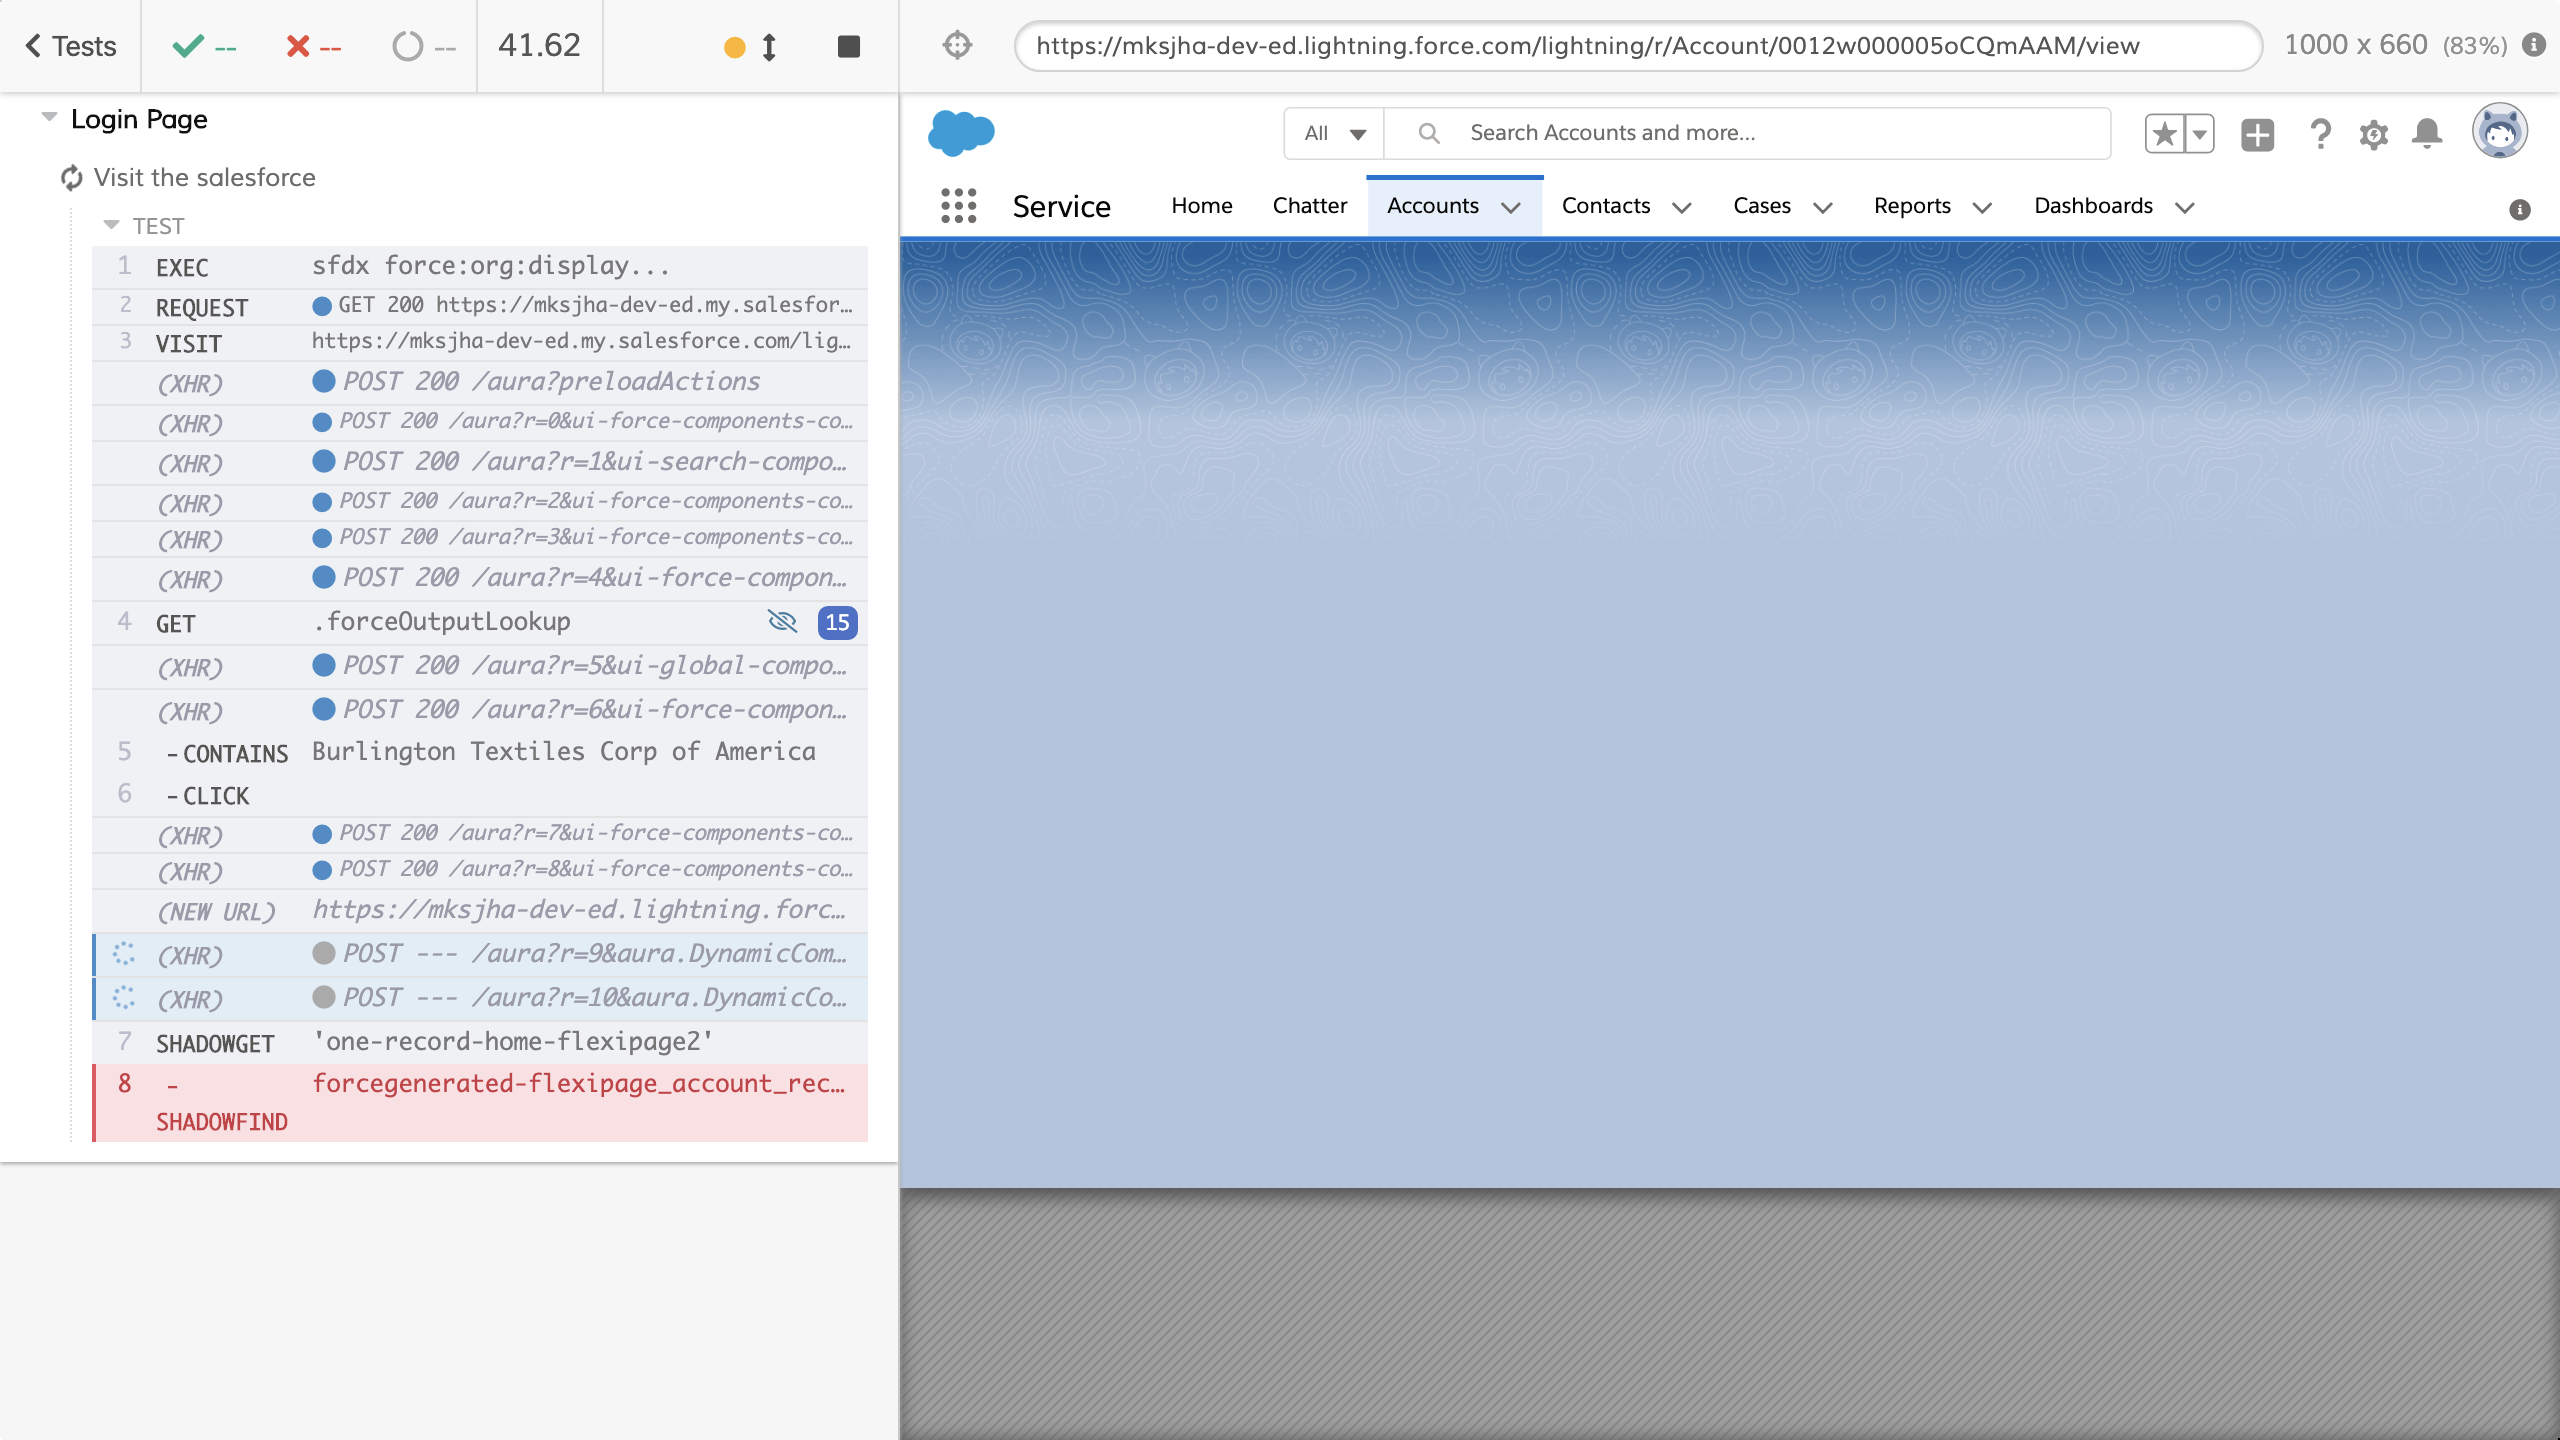 Tests -- -- -- 41.62 https://mksjha-dev-ed.lightning.force.com/lightning/r/Account/0012w000005oCQmAAM/view 1000 x 660 (83%)
Login Page
Visit the salesforce
TEST
1 EXEC sfdx force:org:display...
2 REQUEST GET 200 https://mksjha-dev-ed.my.salesfor…
3 VISIT https://mksjha-dev-ed.my.salesforce.com/lig…
(XHR) POST 200 /aura?preloadActions
(XHR) POST 200 /aura?r=0&ui-force-components-co…
(XHR) POST 200 /aura?r=1&ui-search-compo…
(XHR) POST 200 /aura?r=2&ui-force-components-co…
(XHR) POST 200 /aura?r=3&ui-force-components-co…
(XHR) POST 200 /aura?r=4&ui-force-compon…
4 GET .forceOutputLookup 15
(XHR) POST 200 /aura?r=5&ui-global-compo…
(XHR) POST 200 /aura?r=6&ui-force-compon…
5 -CONTAINS Burlington Textiles Corp of America
6 -CLICK
(XHR) POST 200 /aura?r=7&ui-force-components-co…
(XHR) POST 200 /aura?r=8&ui-force-components-co…
(NEW URL) https://mksjha-dev-ed.lightning.forc…
(XHR) POST --- /aura?r=9&aura.DynamicCom…
(XHR) POST --- /aura?r=10&aura.DynamicCo…
7 SHADOWGET 'one-record-home-flexipage2'
8 - forcegenerated-flexipage_account_rec…
SHADOWFIND
All Search Accounts and more...
Service Home Chatter Accounts Contacts Cases Reports Dashboards